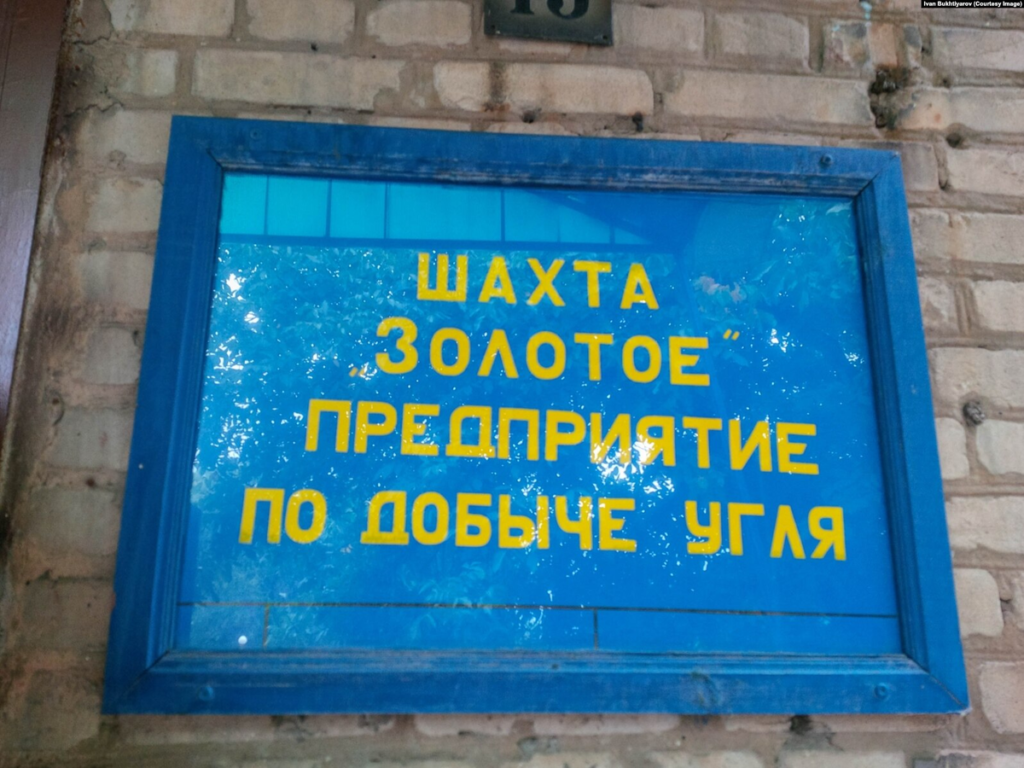 Ivan Bukhtiyarov (Courtesy Image)
ШАХТА
„ЗОЛОТОЕ“
ПРЕДПРИЯТИЕ
ПО ДОБЫЧЕ УГЛЯ